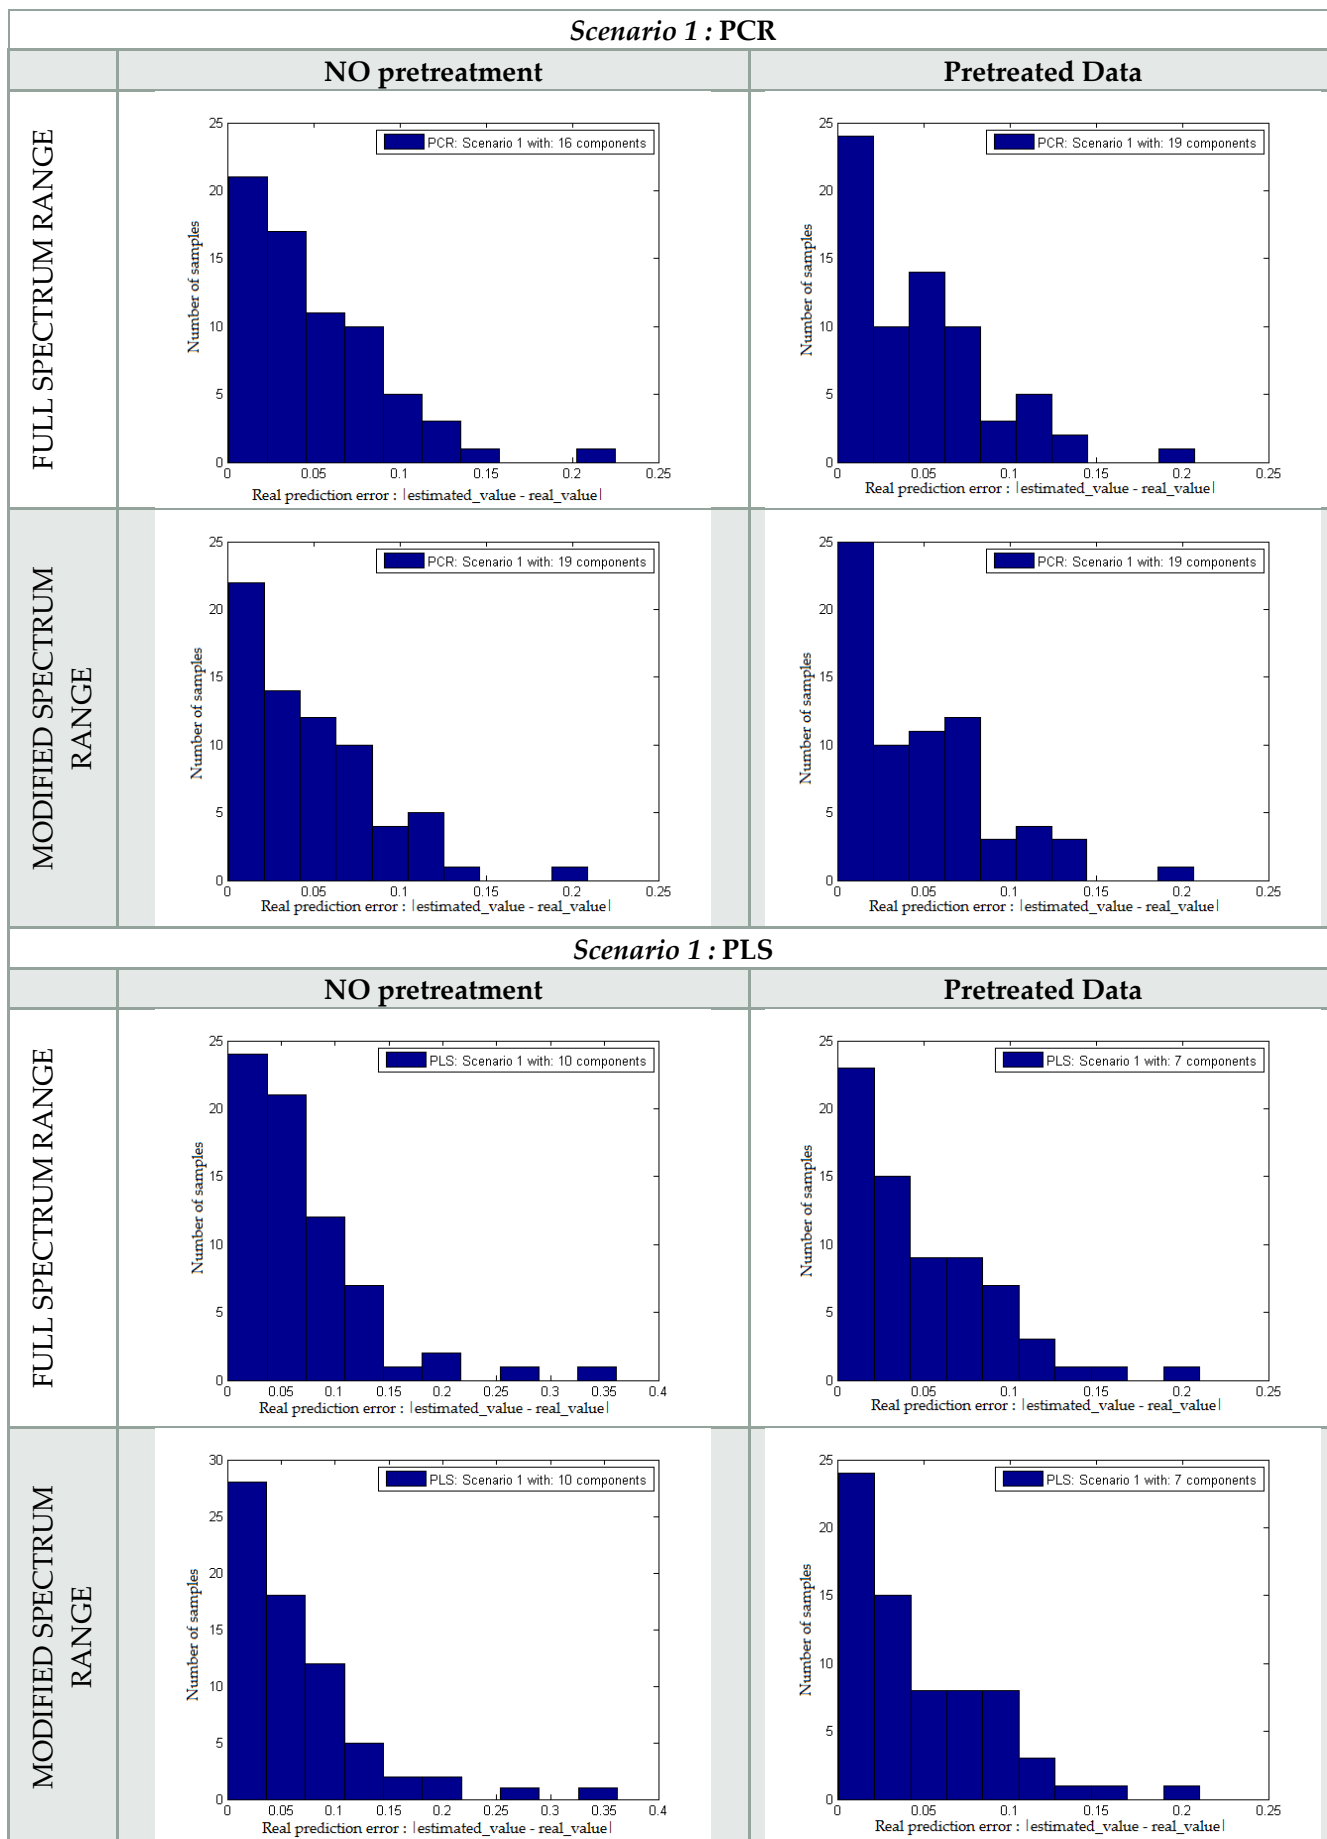 Scenario 1 : PCR
NO pretreatment
Pretreated Data
FULL SPECTRUM RANGE
25
20
15
10
5
0
Number of samples
PCR: Scenario 1 with: 16 components
0 0.05 0.1 0.15 0.2 0.25
Real prediction error : |estimated_value - real_value|
25
20
15
10
5
0
Number of samples
PCR: Scenario 1 with: 19 components
0 0.05 0.1 0.15 0.2 0.25
Real prediction error : |estimated_value - real_value|
MODIFIED SPECTRUM
RANGE
25
20
15
10
5
0
Number of samples
PCR: Scenario 1 with: 19 components
0 0.05 0.1 0.15 0.2 0.25
Real prediction error : |estimated_value - real_value|
25
20
15
10
5
0
Number of samples
PCR: Scenario 1 with: 19 components
0 0.05 0.1 0.15 0.2 0.25
Real prediction error : |estimated_value - real_value|
Scenario 1 : PLS
NO pretreatment
Pretreated Data
FULL SPECTRUM RANGE
25
20
15
10
5
0
Number of samples
PLS: Scenario 1 with: 10 components
0 0.05 0.1 0.15 0.2 0.25 0.3 0.35 0.4
Real prediction error : |estimated_value - real_value|
25
20
15
10
5
0
Number of samples
PLS: Scenario 1 with: 7 components
0 0.05 0.1 0.15 0.2 0.25
Real prediction error : |estimated_value - real_value|
MODIFIED SPECTRUM
RANGE
30
25
20
15
10
5
0
Number of samples
PLS: Scenario 1 with: 10 components
0 0.05 0.1 0.15 0.2 0.25 0.3 0.35 0.4
Real prediction error : |estimated_value - real_value|
25
20
15
10
5
0
Number of samples
PLS: Scenario 1 with: 7 components
0 0.05 0.1 0.15 0.2 0.25
Real prediction error : |estimated_value - real_value|